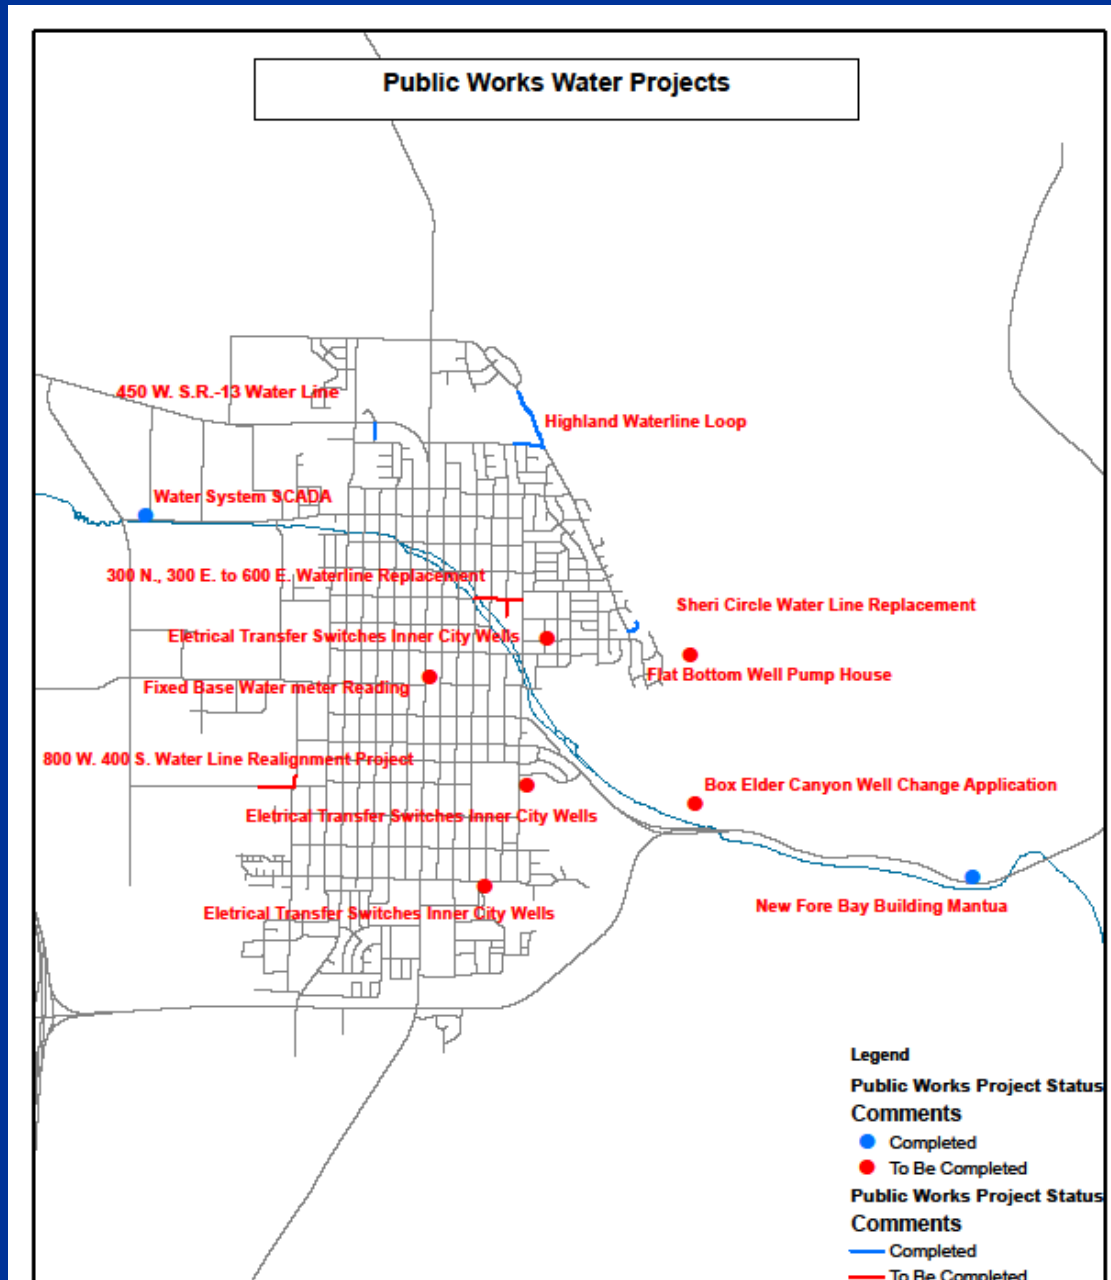 Public Works Water Projects
450 W. S.R.-13 Water Line
Highland Waterline Loop
Water System SCADA
300 N., 300 E. to 600 E. Waterline Replacement
Sheri Circle Water Line Replacement
Eletrical Transfer Switches Inner City Wells
Flat Bottom Well Pump House
Fixed Base Water meter Reading
800 W. 400 S. Water Line Realignment Project
Box Elder Canyon Well Change Application
Eletrical Transfer Switches Inner City Wells
New Fore Bay Building Mantua
Eletrical Transfer Switches Inner City Wells
Legend
Public Works Project Status
Comments
Completed
To Be Completed
Public Works Project Status
Comments
Completed
To Be Completed